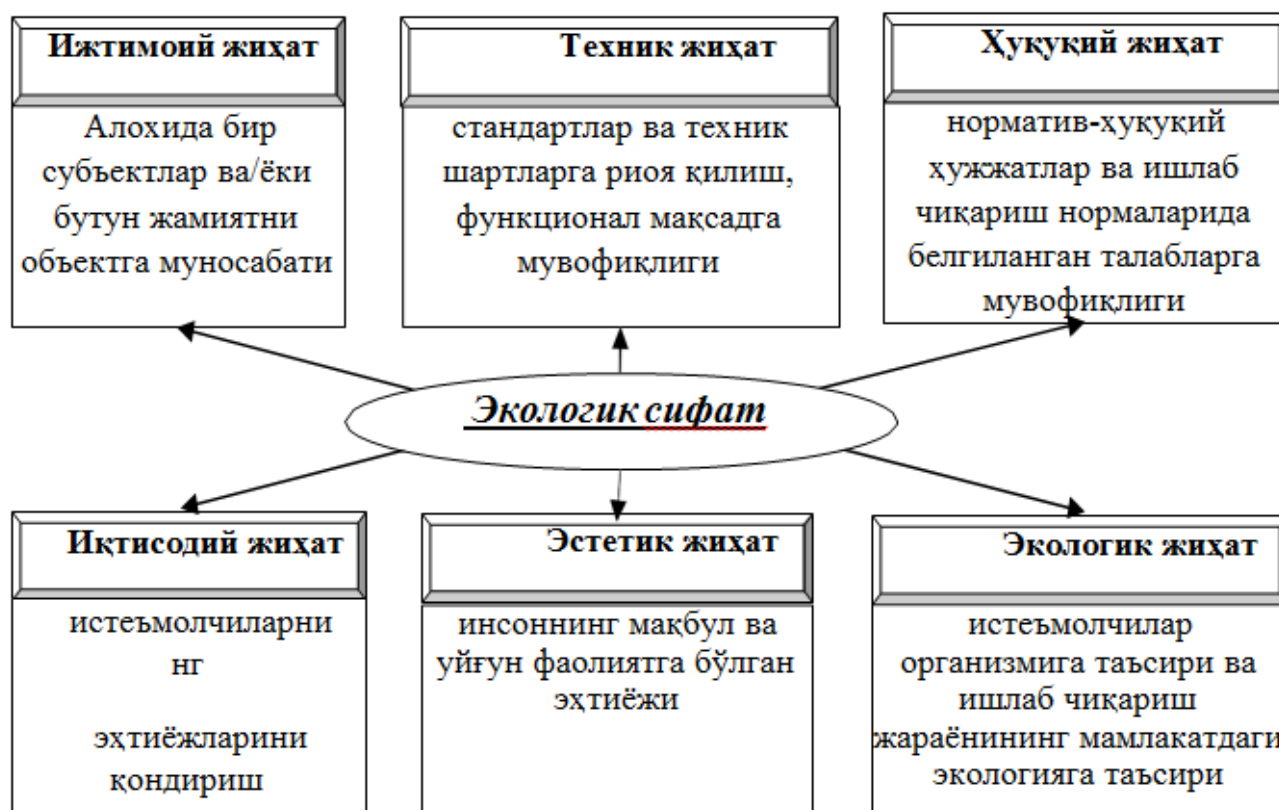 Ижтимоий жиҳат
Алохида бир
субъектлар ва/ёки
бутун жамиятни
объектга муносабати
Техник жиҳат
стандартлар ва техник
шартларга риоя қилиш,
функционал мақсадга
мувофиқлиги
Ҳуқуқий жиҳат
норматив-ҳуқуқий
ҳужжатлар ва ишлаб
чиқариш нормаларида
белгиланган талабларга
мувофиқлиги
Экологик сифат
Иқтисодий жиҳат
истеъмолчиларни
нг
эҳтиёжларини
қондириш
Эстетик жиҳат
инсоннинг мақбул ва
уйғун фаолиятга бўлган
эҳтиёжи
Экологик жиҳат
истеъмолчилар
организмига таъсири ва
ишлаб чиқариш
жараёнининг мамлакатдаги
экологияга таъсири